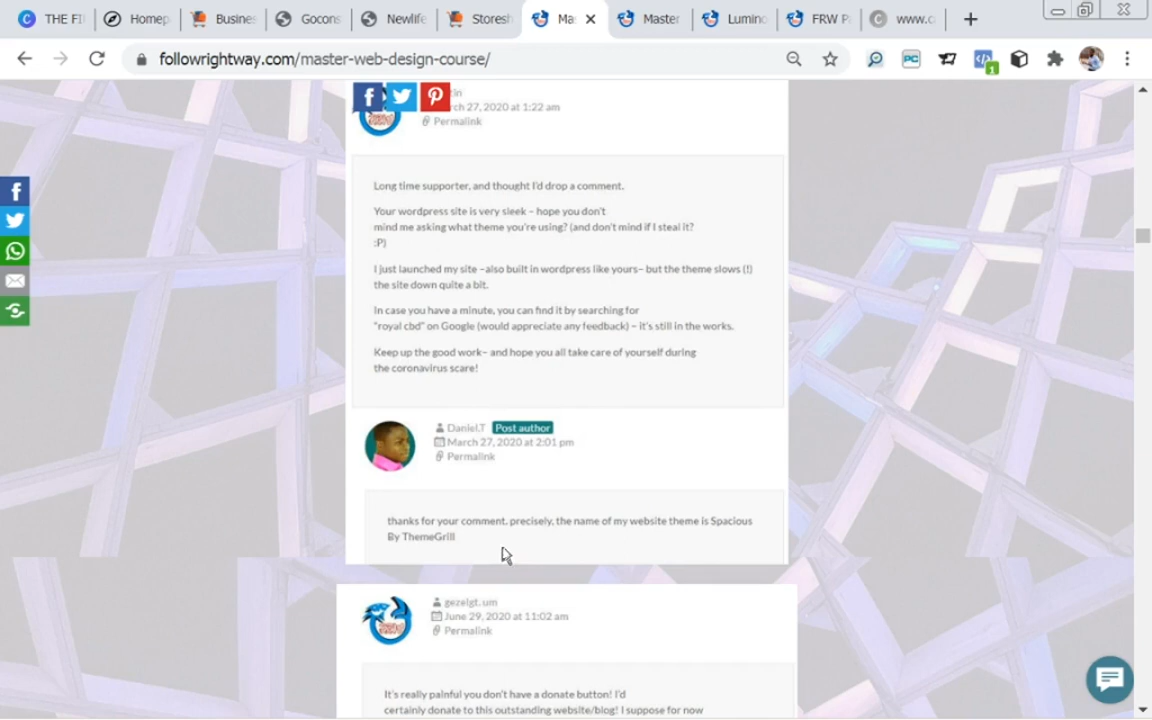 THE FI
Homep
Busines
Gocons
Newlife
Storesh
Mas
Master
Lumino
FRW P
www.c
followrightway.com/master-web-design-course/
PC
1
tin
rch 27, 2020 at 1:22 am
Permalink
Long time supporter, and thought I'd drop a comment.
Your wordpress site is very sleek – hope you don't
mind me asking what theme you're using? (and don't mind if I steal it?
:P)
I just launched my site –also built in wordpress like yours– but the theme slows (!)
the site down quite a bit.
In case you have a minute, you can find it by searching for
"royal cbd" on Google (would appreciate any feedback) – it's still in the works.
Keep up the good work– and hope you all take care of yourself during
the coronavirus scare!
Daniel.T Post author
March 27, 2020 at 2:01 pm
Permalink
thanks for your comment. precisely, the name of my website theme is Spacious
By ThemeGrill
gezeigt. um
June 29, 2020 at 11:02 am
Permalink
It's really painful you don't have a donate button! I'd
certainly donate to this outstanding website/blog! I suppose for now